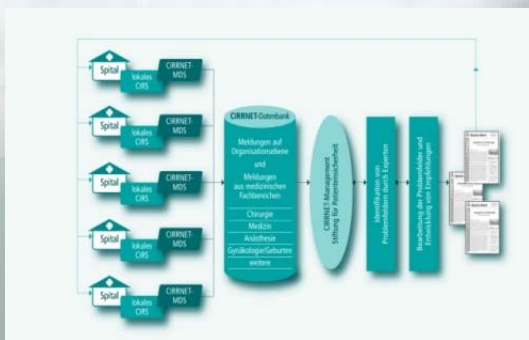 Spital
lokales
CIRS
CIRRNET-
MDS
Spital
lokales
CIRS
CIRRNET-
MDS
Spital
lokales
CIRS
CIRRNET-
MDS
Spital
lokales
CIRS
CIRRNET-
MDS
Spital
lokales
CIRS
CIRRNET-
MDS
CIRRNET-Datenbank
Meldungen auf
Organisationsebene
und
Meldungen
aus medizinischen
Fachbereichen
Chirurgie
Medizin
Anästhesie
Gynäkologie/Geburten
weitere
CIRRNET-Management
Stiftung für Patientensicherheit
Identifikation von
Problemfeldern durch Experten
Bearbeitung der Problemfelder und
Entwicklung von Empfehlungen